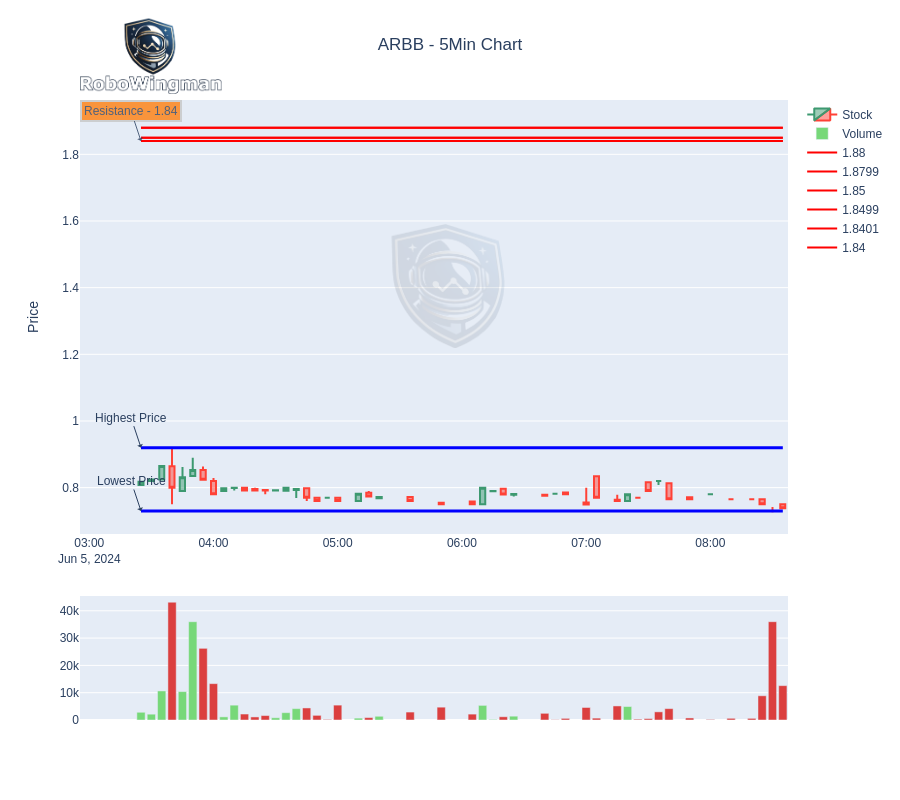 ARBB - 5Min Chart
RoboWingman
Resistance - 1.84
Stock
Volume
1.88
1.8799
1.85
1.8499
1.8401
1.84
Price
1.8
1.6
1.4
1.2
1
0.8
Highest Price
Lowest Price
03:00 04:00 05:00 06:00 07:00 08:00
Jun 5, 2024
40k
30k
20k
10k
0